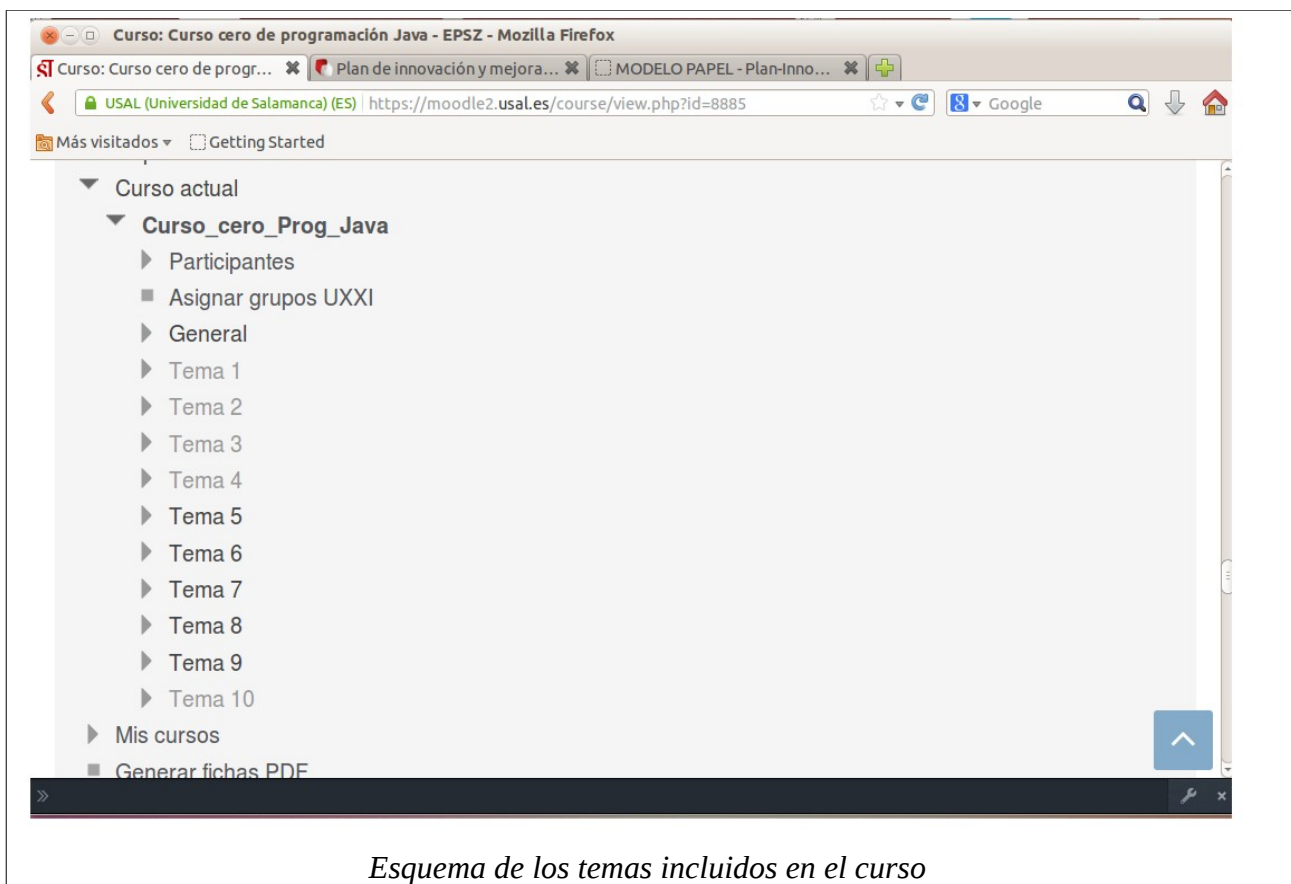 Curso: Curso cero de programación Java - EPSZ - Mozilla Firefox
Curso: Curso cero de progr... Plan de innovación y mejora... MODELO PAPEL - Plan-Inno...
USAL (Universidad de Salamanca) (ES) https://moodle2.usal.es/course/view.php?id=8885 Google
Más visitados Getting Started
Curso actual
Curso_cero_Prog_Java
Participantes
Asignar grupos UXXI
General
Tema 1
Tema 2
Tema 3
Tema 4
Tema 5
Tema 6
Tema 7
Tema 8
Tema 9
Tema 10
Mis cursos
Generar fichas PDF
Esquema de los temas incluidos en el curso